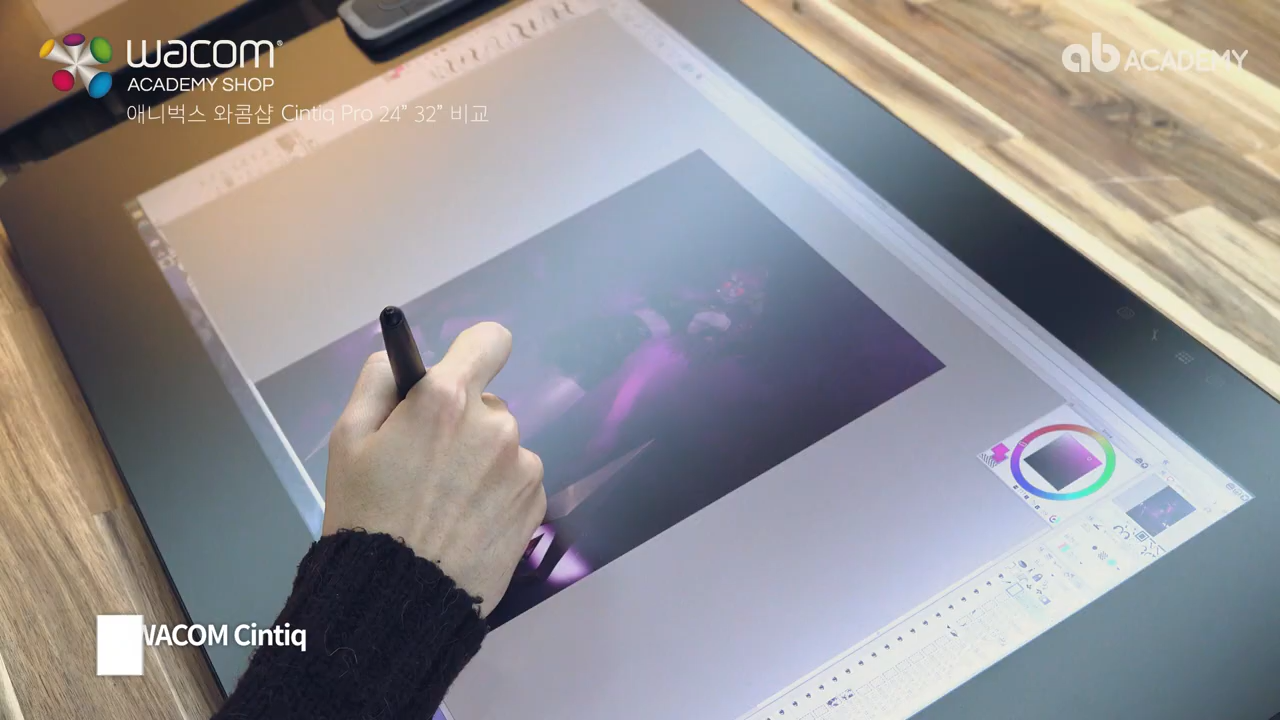 wacom®
ACADEMY SHOP
애니벅스 와콤샵 Cintiq Pro 24” 32” 비교
ab ACADEMY
WACOM Cintiq